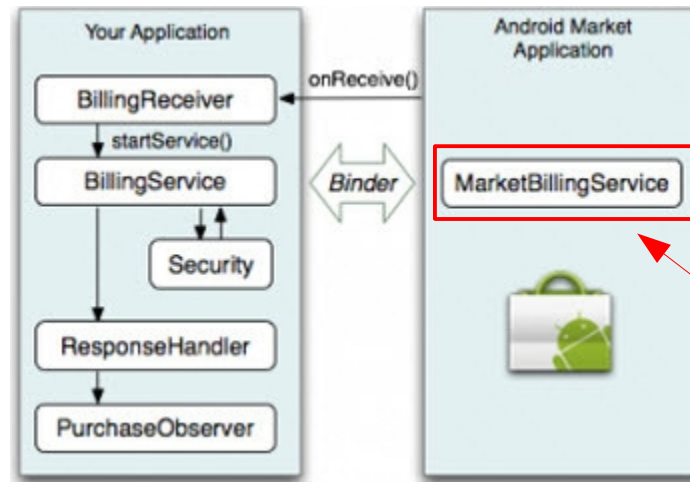 Your Application
BillingReceiver
startService()
BillingService
Security
ResponseHandler
PurchaseObserver
onReceive()
Binder
Android Market
Application
MarketBillingService